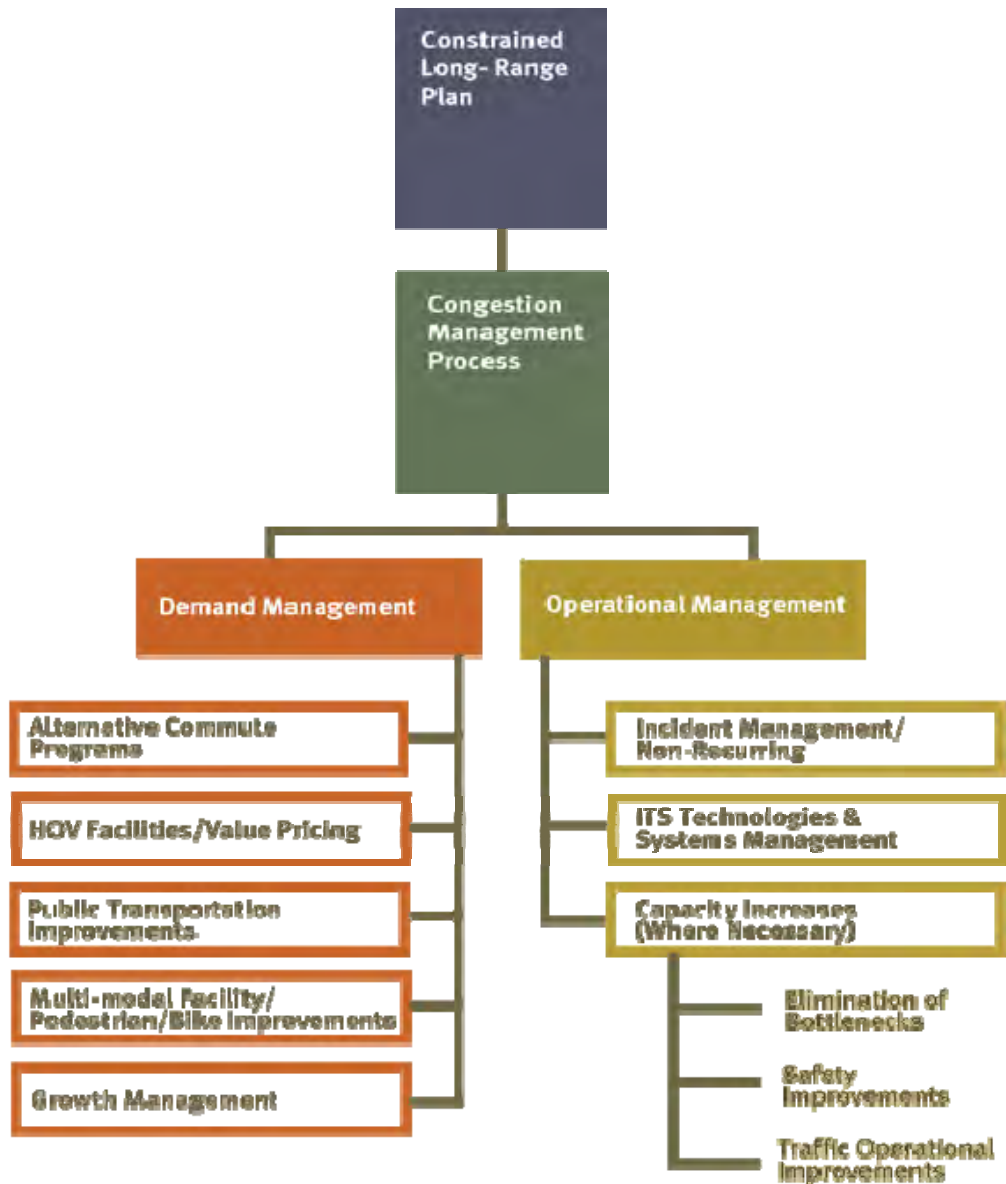 Constrained
Long- Range
Plan
Congestion
Management
Process
Demand Management
Operational Management
Alternative Commute
Programs
HOV Facilities/Value Pricing
Public Transportation
Improvements
Multi-modal Facility/
Pedestrian/Bike Improvements
Growth Management
Incident Management/
Non-Recurring
ITS Technologies &
Systems Management
Capacity Increases
(Where Necessary)
Elimination of
Bottlenecks
Safety
Improvements
Traffic Operational
Improvements